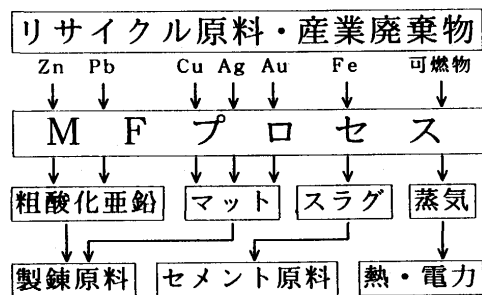 リサイクル原料・産業廃棄物
Zn Pb Cu Ag Au Fe 可燃物
MFプロセス
粗酸化亜鉛 マット スラグ 蒸気
製錬原料 セメント原料 熱・電力